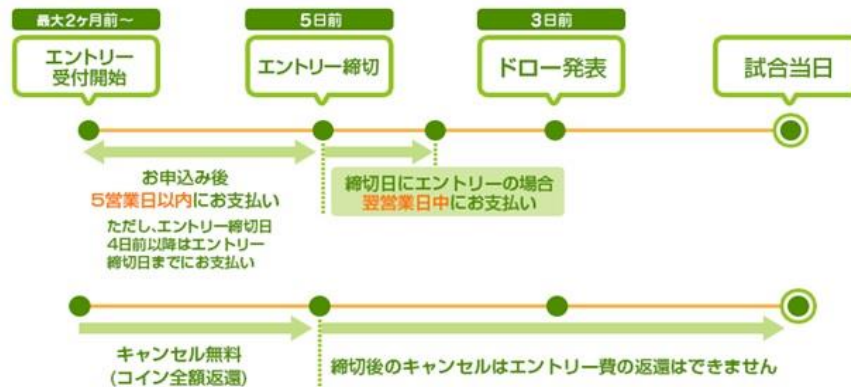 最大2ヶ月前～
エントリー
受付開始
5日前
エントリー締切
3日前
ドロー発表
試合当日
お申込み後
5営業日以内にお支払い
ただし、エントリー締切日
4日前以降はエントリー
締切日までにお支払い
締切日にエントリーの場合
翌営業日中にお支払い
キャンセル無料
(コイン全額返還)
締切後のキャンセルはエントリー費の返還はできません